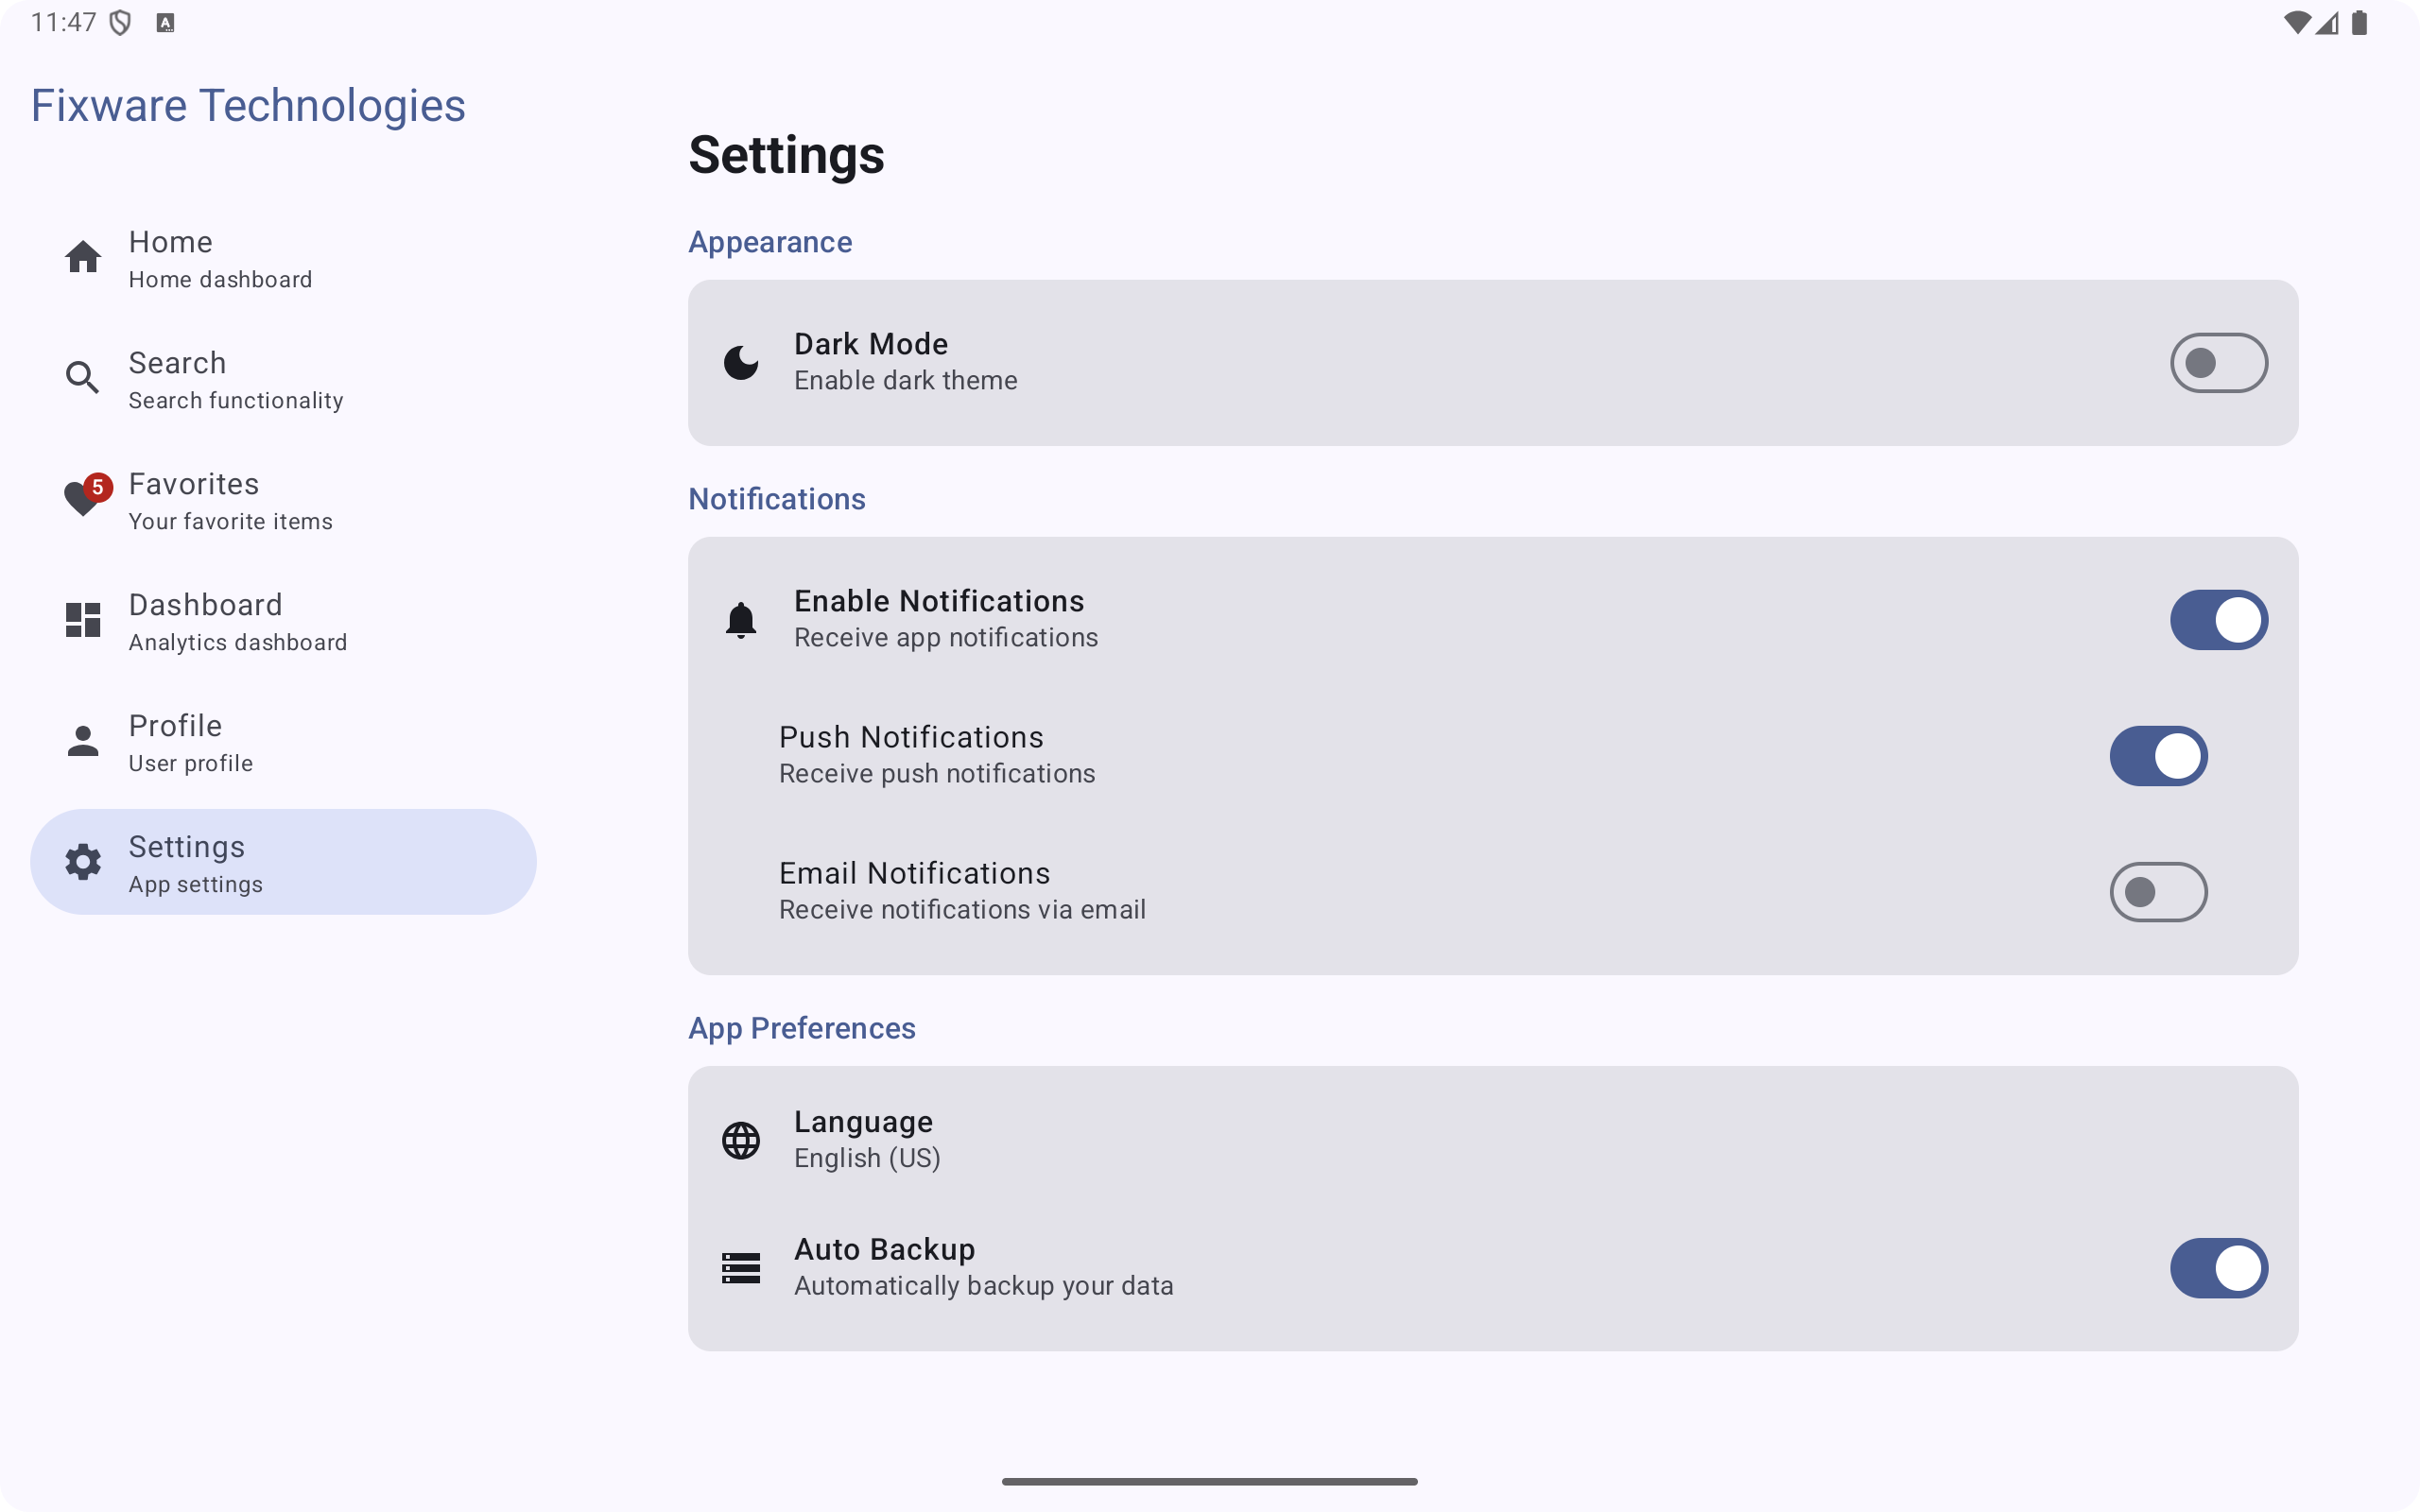 11:47
Fixware Technologies
Home
Home dashboard
Search
Search functionality
5
Favorites
Your favorite items
Dashboard
Analytics dashboard
Profile
User profile
Settings
App settings
Settings
Appearance
Dark Mode
Enable dark theme
Notifications
Enable Notifications
Receive app notifications
Push Notifications
Receive push notifications
Email Notifications
Receive notifications via email
App Preferences
Language
English (US)
Auto Backup
Automatically backup your data